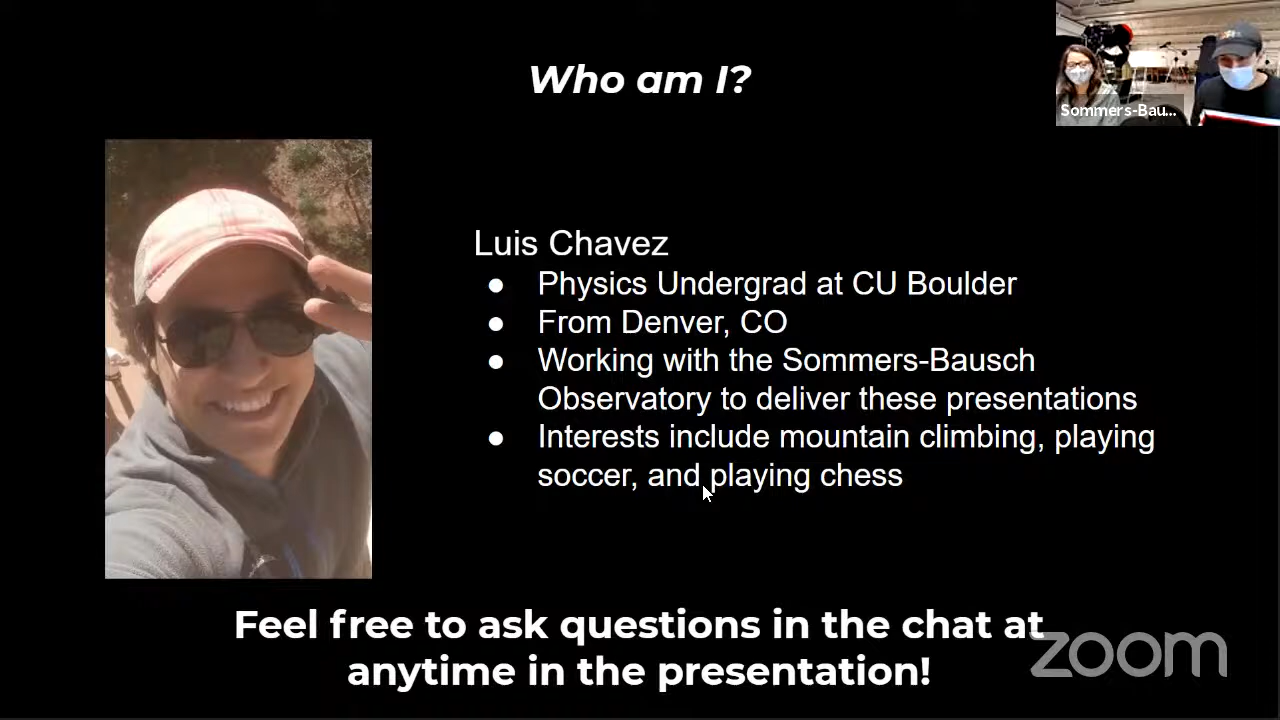 Who am I?
Sommers-Bau...
Luis Chavez
● Physics Undergrad at CU Boulder
● From Denver, CO
● Working with the Sommers-Bausch
Observatory to deliver these presentations
● Interests include mountain climbing, playing
soccer, and playing chess
Feel free to ask questions in the chat at
anytime in the presentation!
zoom